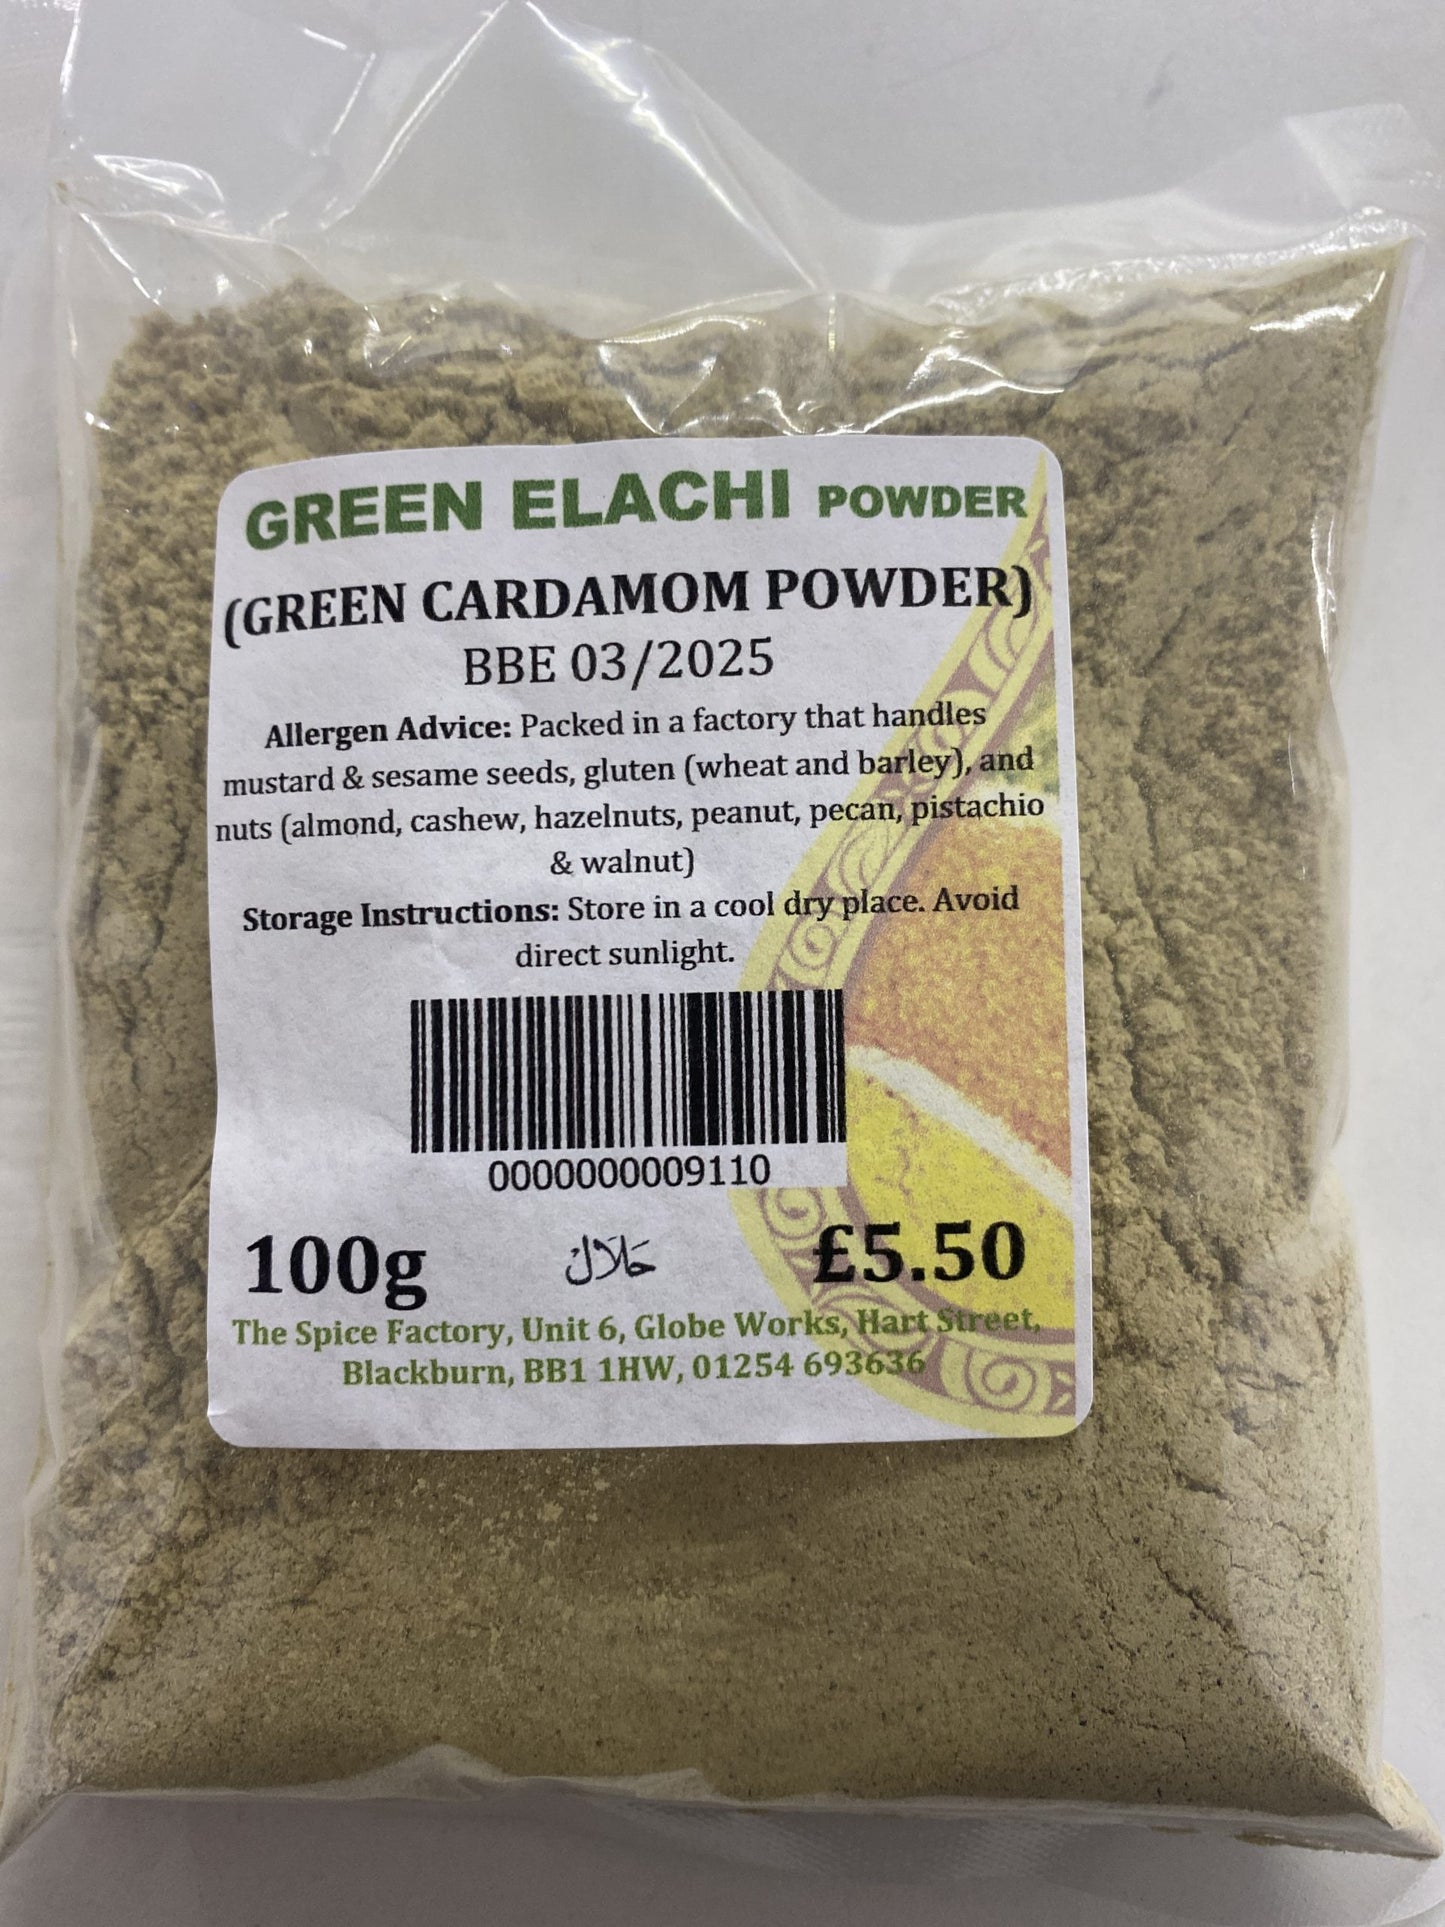 GREEN ELACHI POWDER
(GREEN CARDAMOM POWDER)
BBE 03/2025
Allergen Advice: Packed in a factory that handles
mustard & sesame seeds, gluten (wheat and barley), and
nuts (almond, cashew, hazelnuts, peanut, pecan, pistachio
& walnut)
Storage Instructions: Store in a cool dry place. Avoid
direct sunlight.
0000000009110
100g حلال £5.50
The Spice Factory, Unit 6, Globe Works, Hart Street,
Blackburn, BB1 1HW, 01254 693636